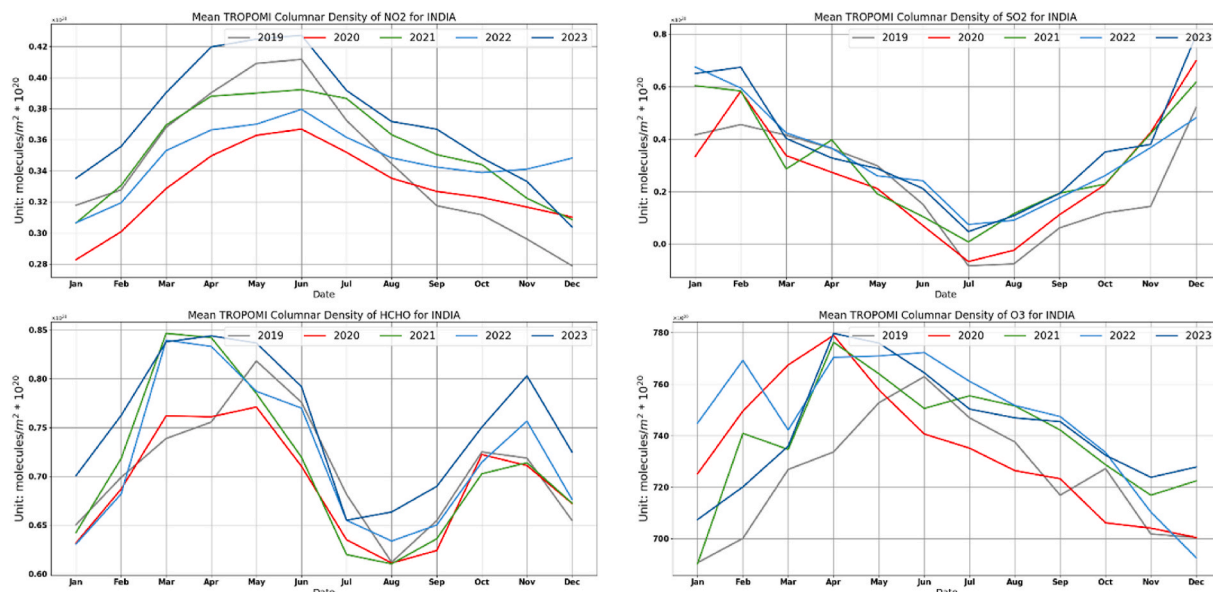 Mean TROPOMI Columnar Density of NO2 for INDIA
2019 2020 2021 2022 2023
Unit: molecules/m² * 10²⁰
0.42
0.40
0.38
0.36
0.34
0.32
0.30
0.28
Jan Feb Mar Apr May Jun Jul Aug Sep Oct Nov Dec
Date
Mean TROPOMI Columnar Density of SO2 for INDIA
2019 2020 2021 2022 2023
Unit: molecules/m² * 10²⁰
0.8
0.6
0.4
0.2
0.0
Jan Feb Mar Apr May Jun Jul Aug Sep Oct Nov Dec
Date
Mean TROPOMI Columnar Density of HCHO for INDIA
2019 2020 2021 2022 2023
Unit: molecules/m² * 10²⁰
0.85
0.80
0.75
0.70
0.65
0.60
Jan Feb Mar Apr May Jun Jul Aug Sep Oct Nov Dec
Date
Mean TROPOMI Columnar Density of O3 for INDIA
2019 2020 2021 2022 2023
Unit: molecules/m² * 10²⁰
780
760
740
720
700
Jan Feb Mar Apr May Jun Jul Aug Sep Oct Nov Dec
Date